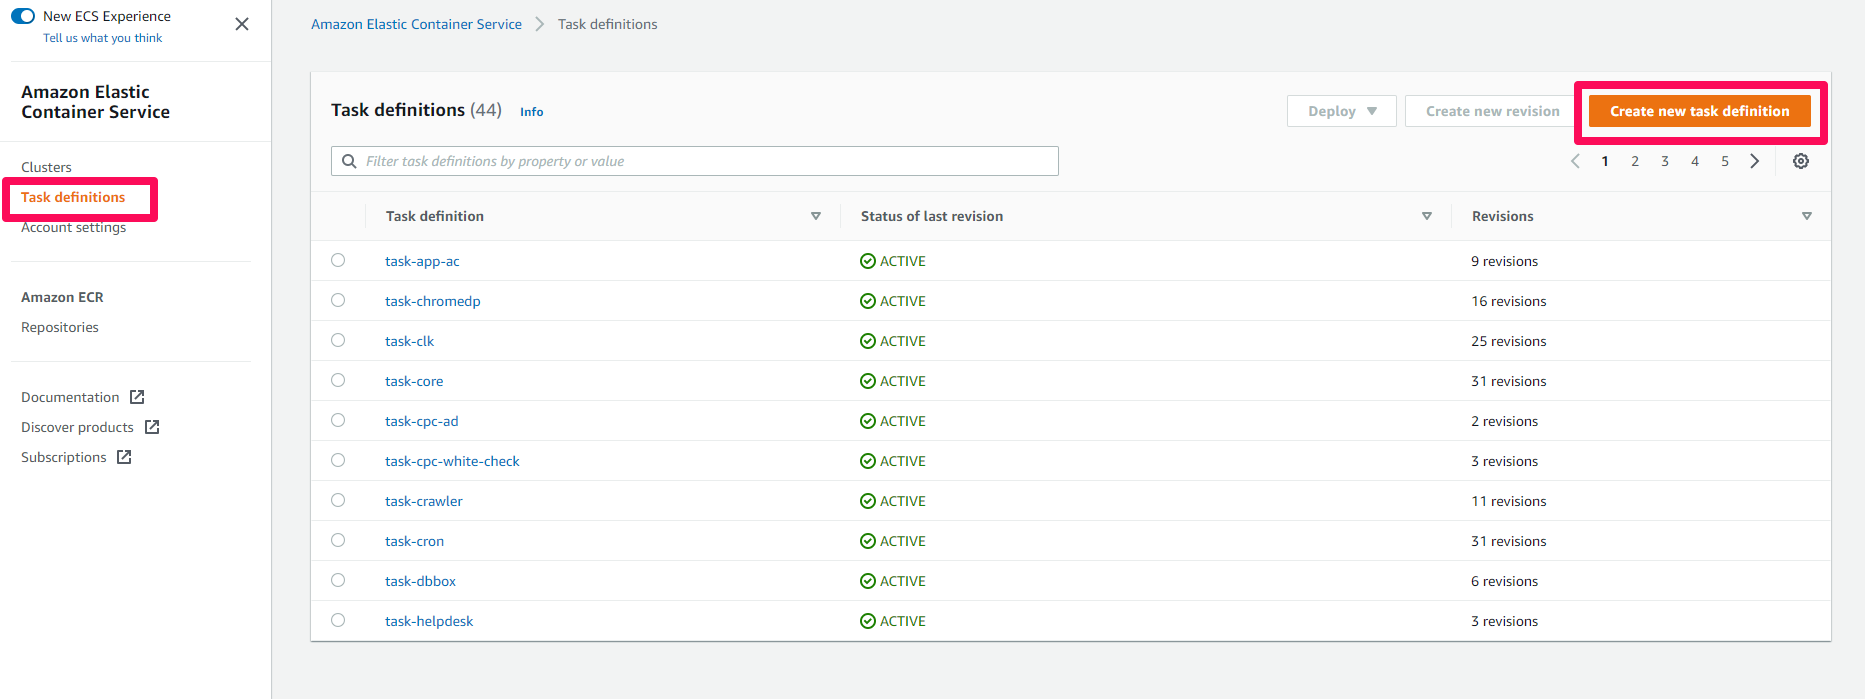 New ECS Experience
Tell us what you think
Amazon Elastic
Container Service
Clusters
Task definitions
Account settings
Amazon ECR
Repositories
Documentation
Discover products
Subscriptions
Amazon Elastic Container Service > Task definitions
Task definitions (44) Info
Deploy Create new revision Create new task definition
Filter task definitions by property or value
1 2 3 4 5
Task definition Status of last revision Revisions
task-app-ac ACTIVE 9 revisions
task-chromedp ACTIVE 16 revisions
task-clk ACTIVE 25 revisions
task-core ACTIVE 31 revisions
task-cpc-ad ACTIVE 2 revisions
task-cpc-white-check ACTIVE 3 revisions
task-crawler ACTIVE 11 revisions
task-cron ACTIVE 31 revisions
task-dbbox ACTIVE 6 revisions
task-helpdesk ACTIVE 3 revisions